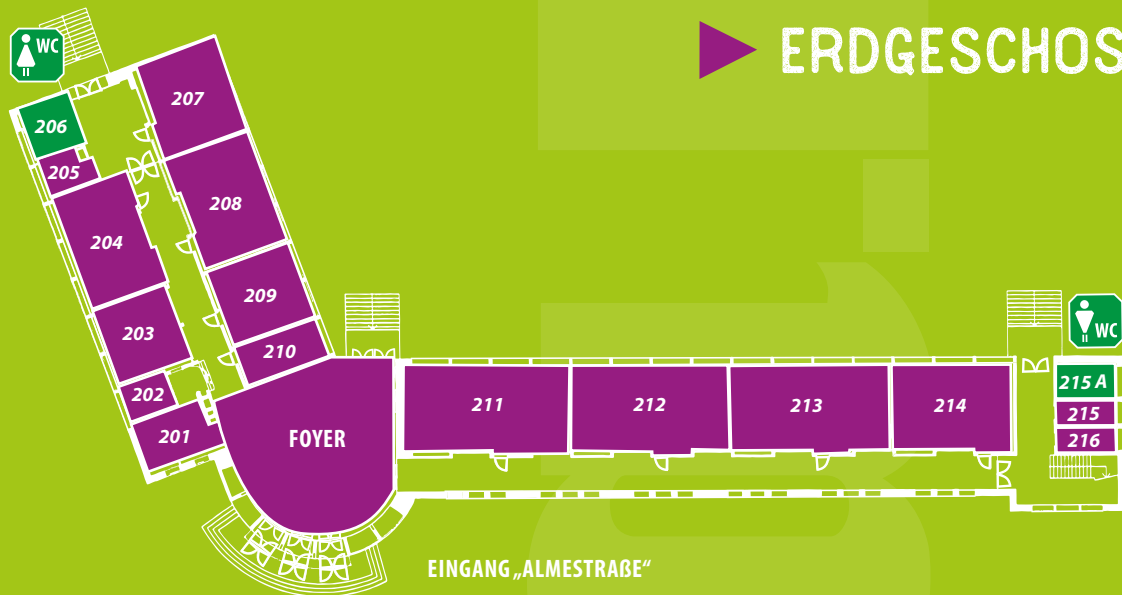 ERDGESCHOS
WC
207
206
205
208
204
209
203
210
202
201
FOYER
211
212
213
214
WC
215 A
215
216
EINGANG „ALMESTRAßE“